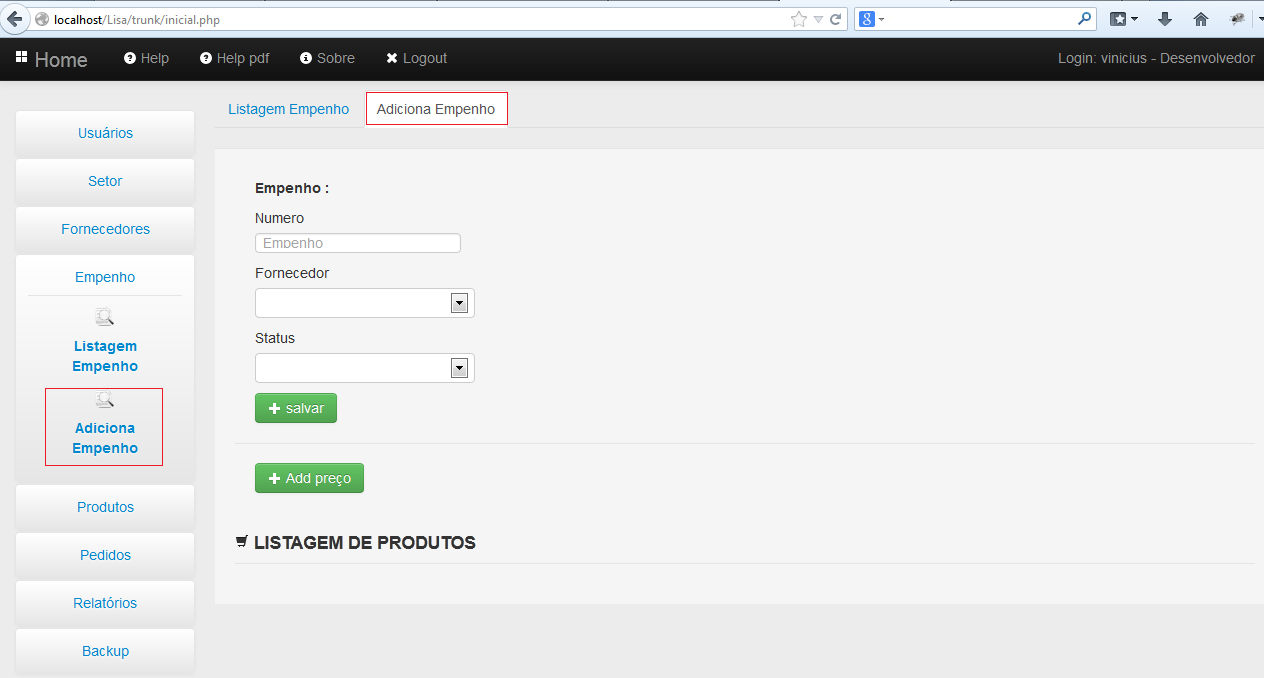 localhost/Lisa/trunk/inicial.php
Home Help Help pdf Sobre Logout Login: vinicius - Desenvolvedor
Listagem Empenho Adiciona Empenho
Usuários
Setor
Fornecedores
Empenho
Listagem
Empenho
Adiciona
Empenho
Produtos
Pedidos
Relatórios
Backup
Empenho :
Numero
Empenho
Fornecedor
Status
salvar
Add preço
LISTAGEM DE PRODUTOS